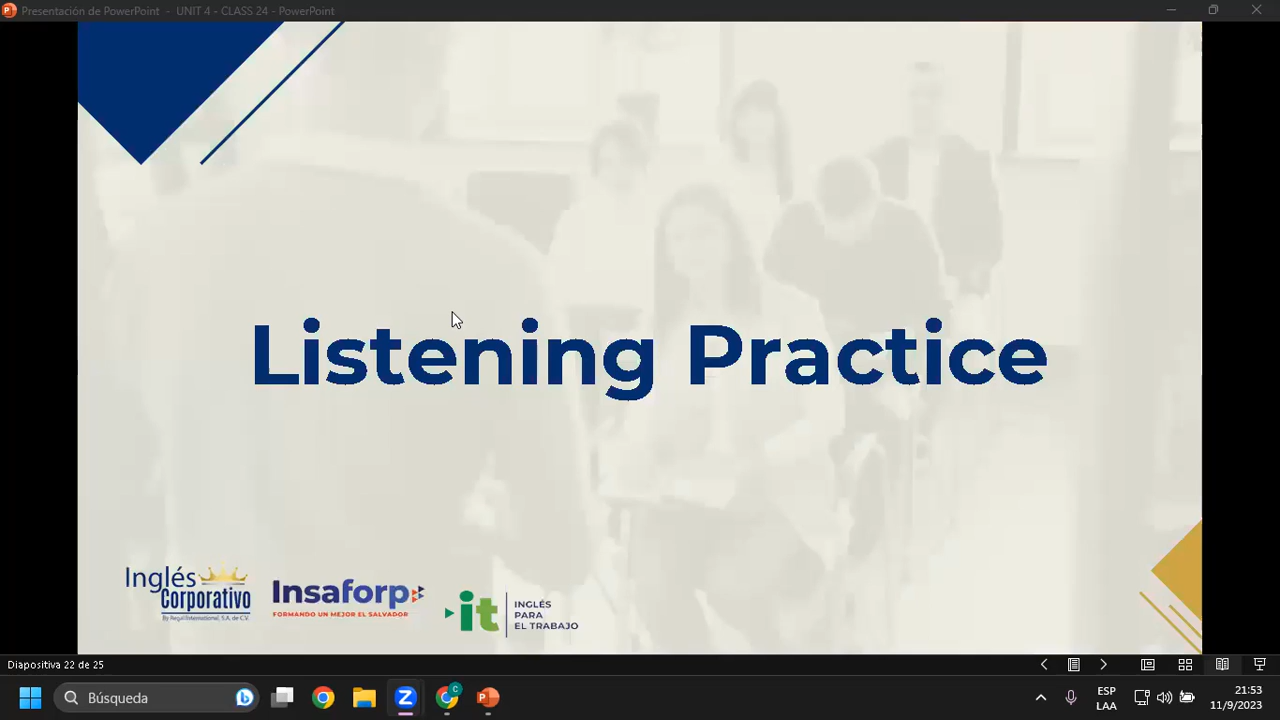 Presentación de PowerPoint - UNIT 4 - CLASS 24 - PowerPoint
Listening Practice
Inglés
Corporativo
By Regal International, S.A. de C.V.
Insaforp
FORMANDO UN MEJOR EL SALVADOR
it
INGLÉS
PARA
EL TRABAJO
Diapositiva 22 de 25
Búsqueda
ESP
LAA
21:53
11/9/2023